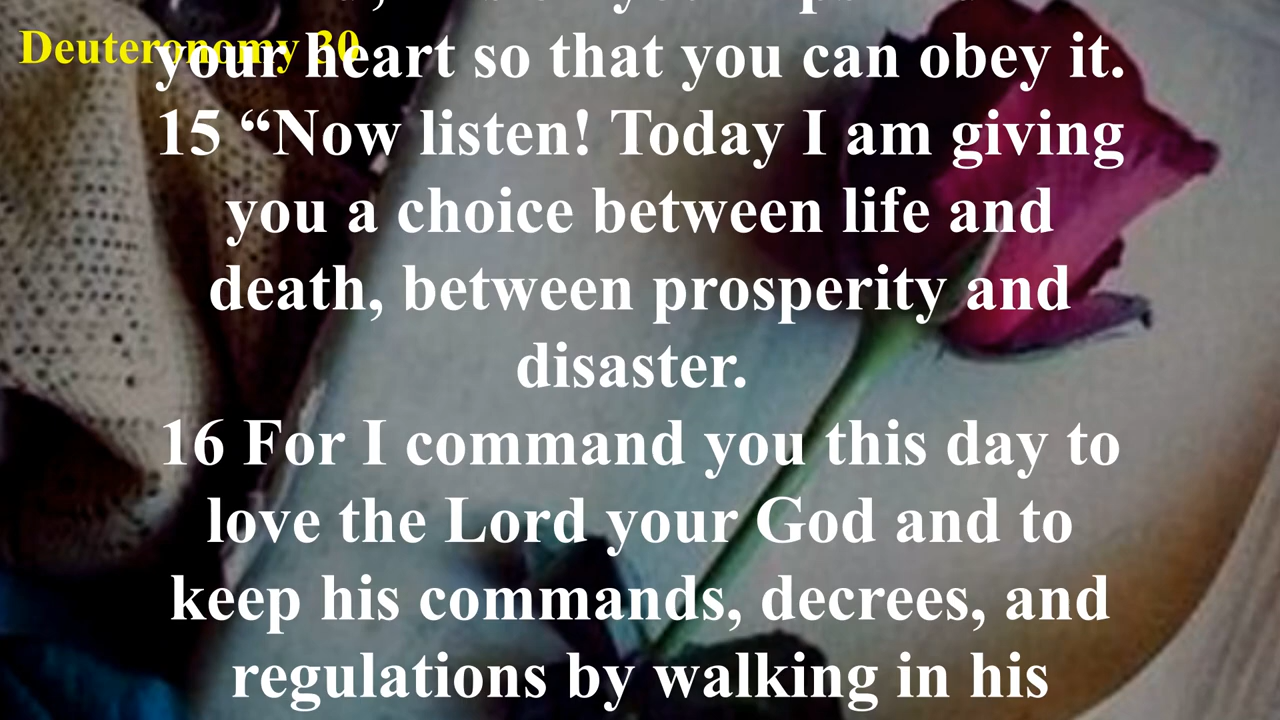 Deuteronomy 30
your heart so that you can obey it.
15 “Now listen! Today I am giving
you a choice between life and
death, between prosperity and
disaster.
16 For I command you this day to
love the Lord your God and to
keep his commands, decrees, and
regulations by walking in his